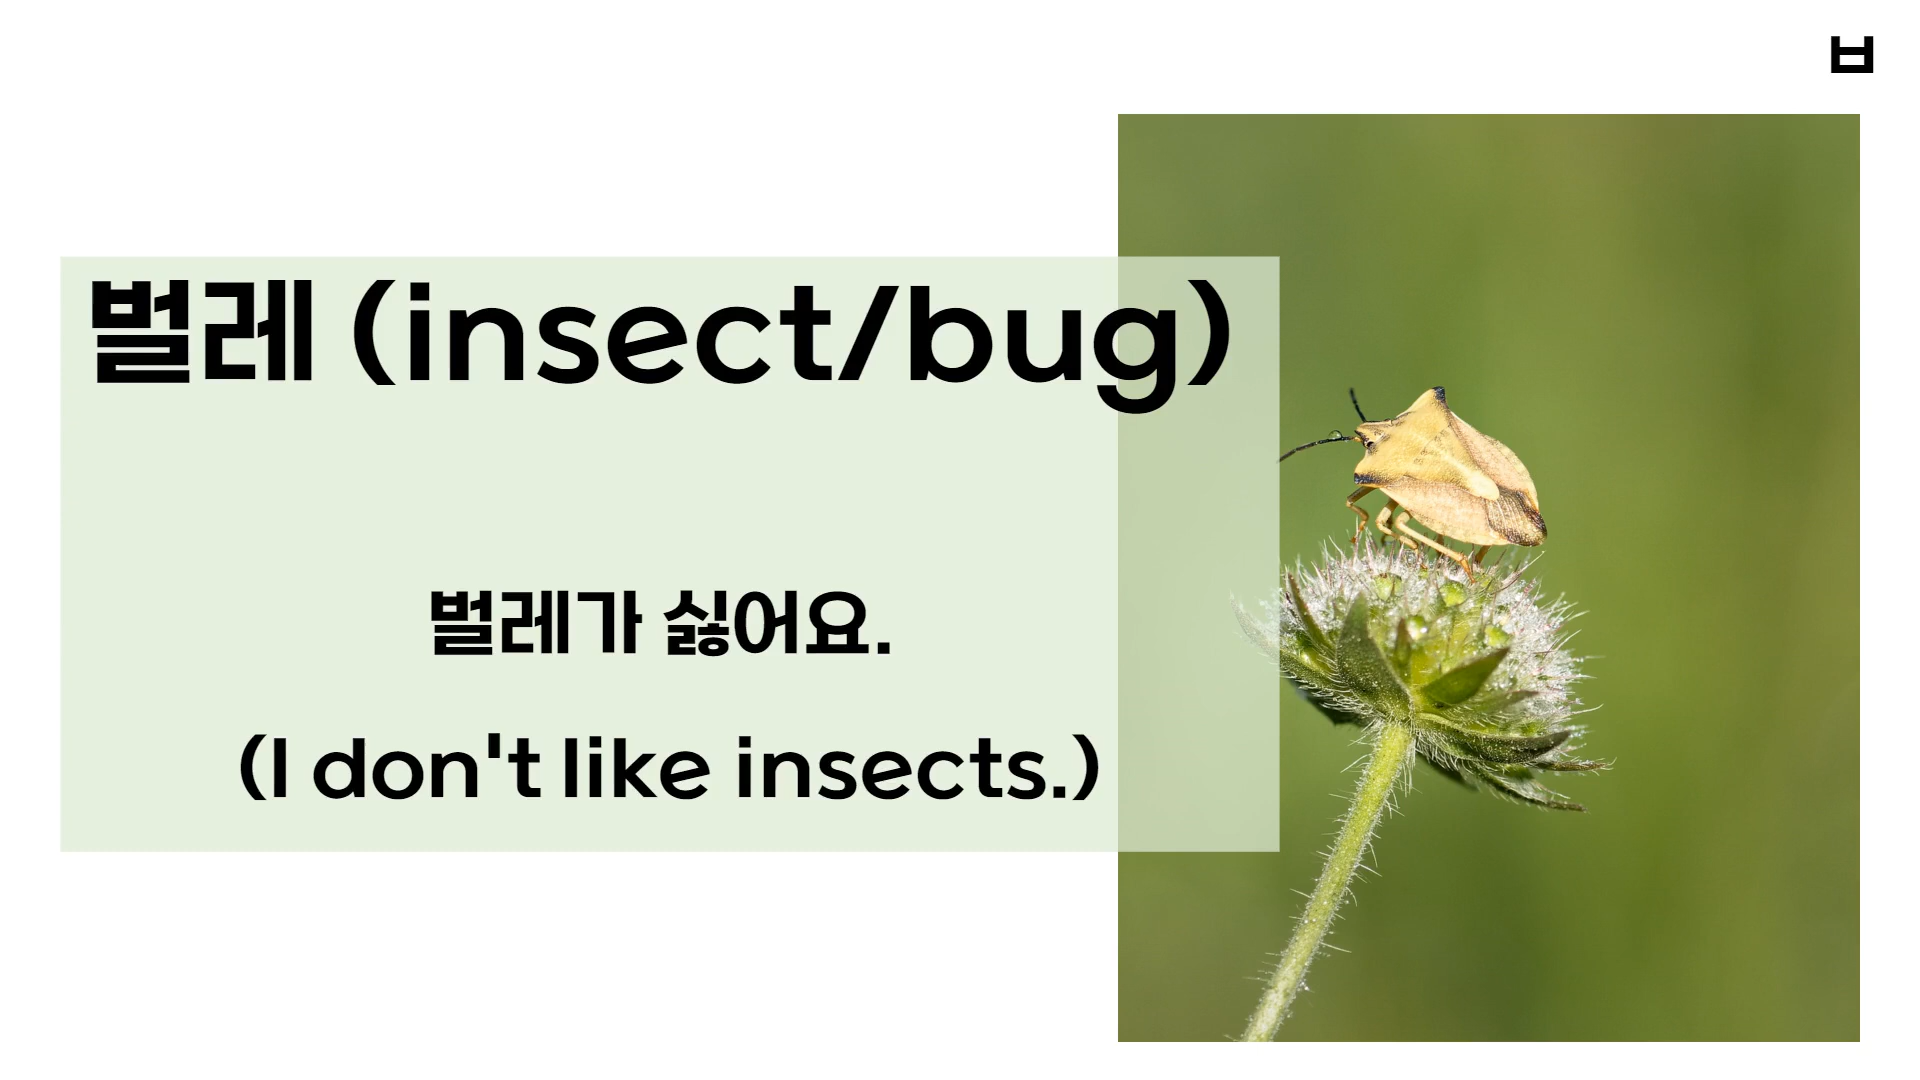 ㅂ
벌레 (insect/bug)
벌레가 싫어요.
(I don't like insects.)